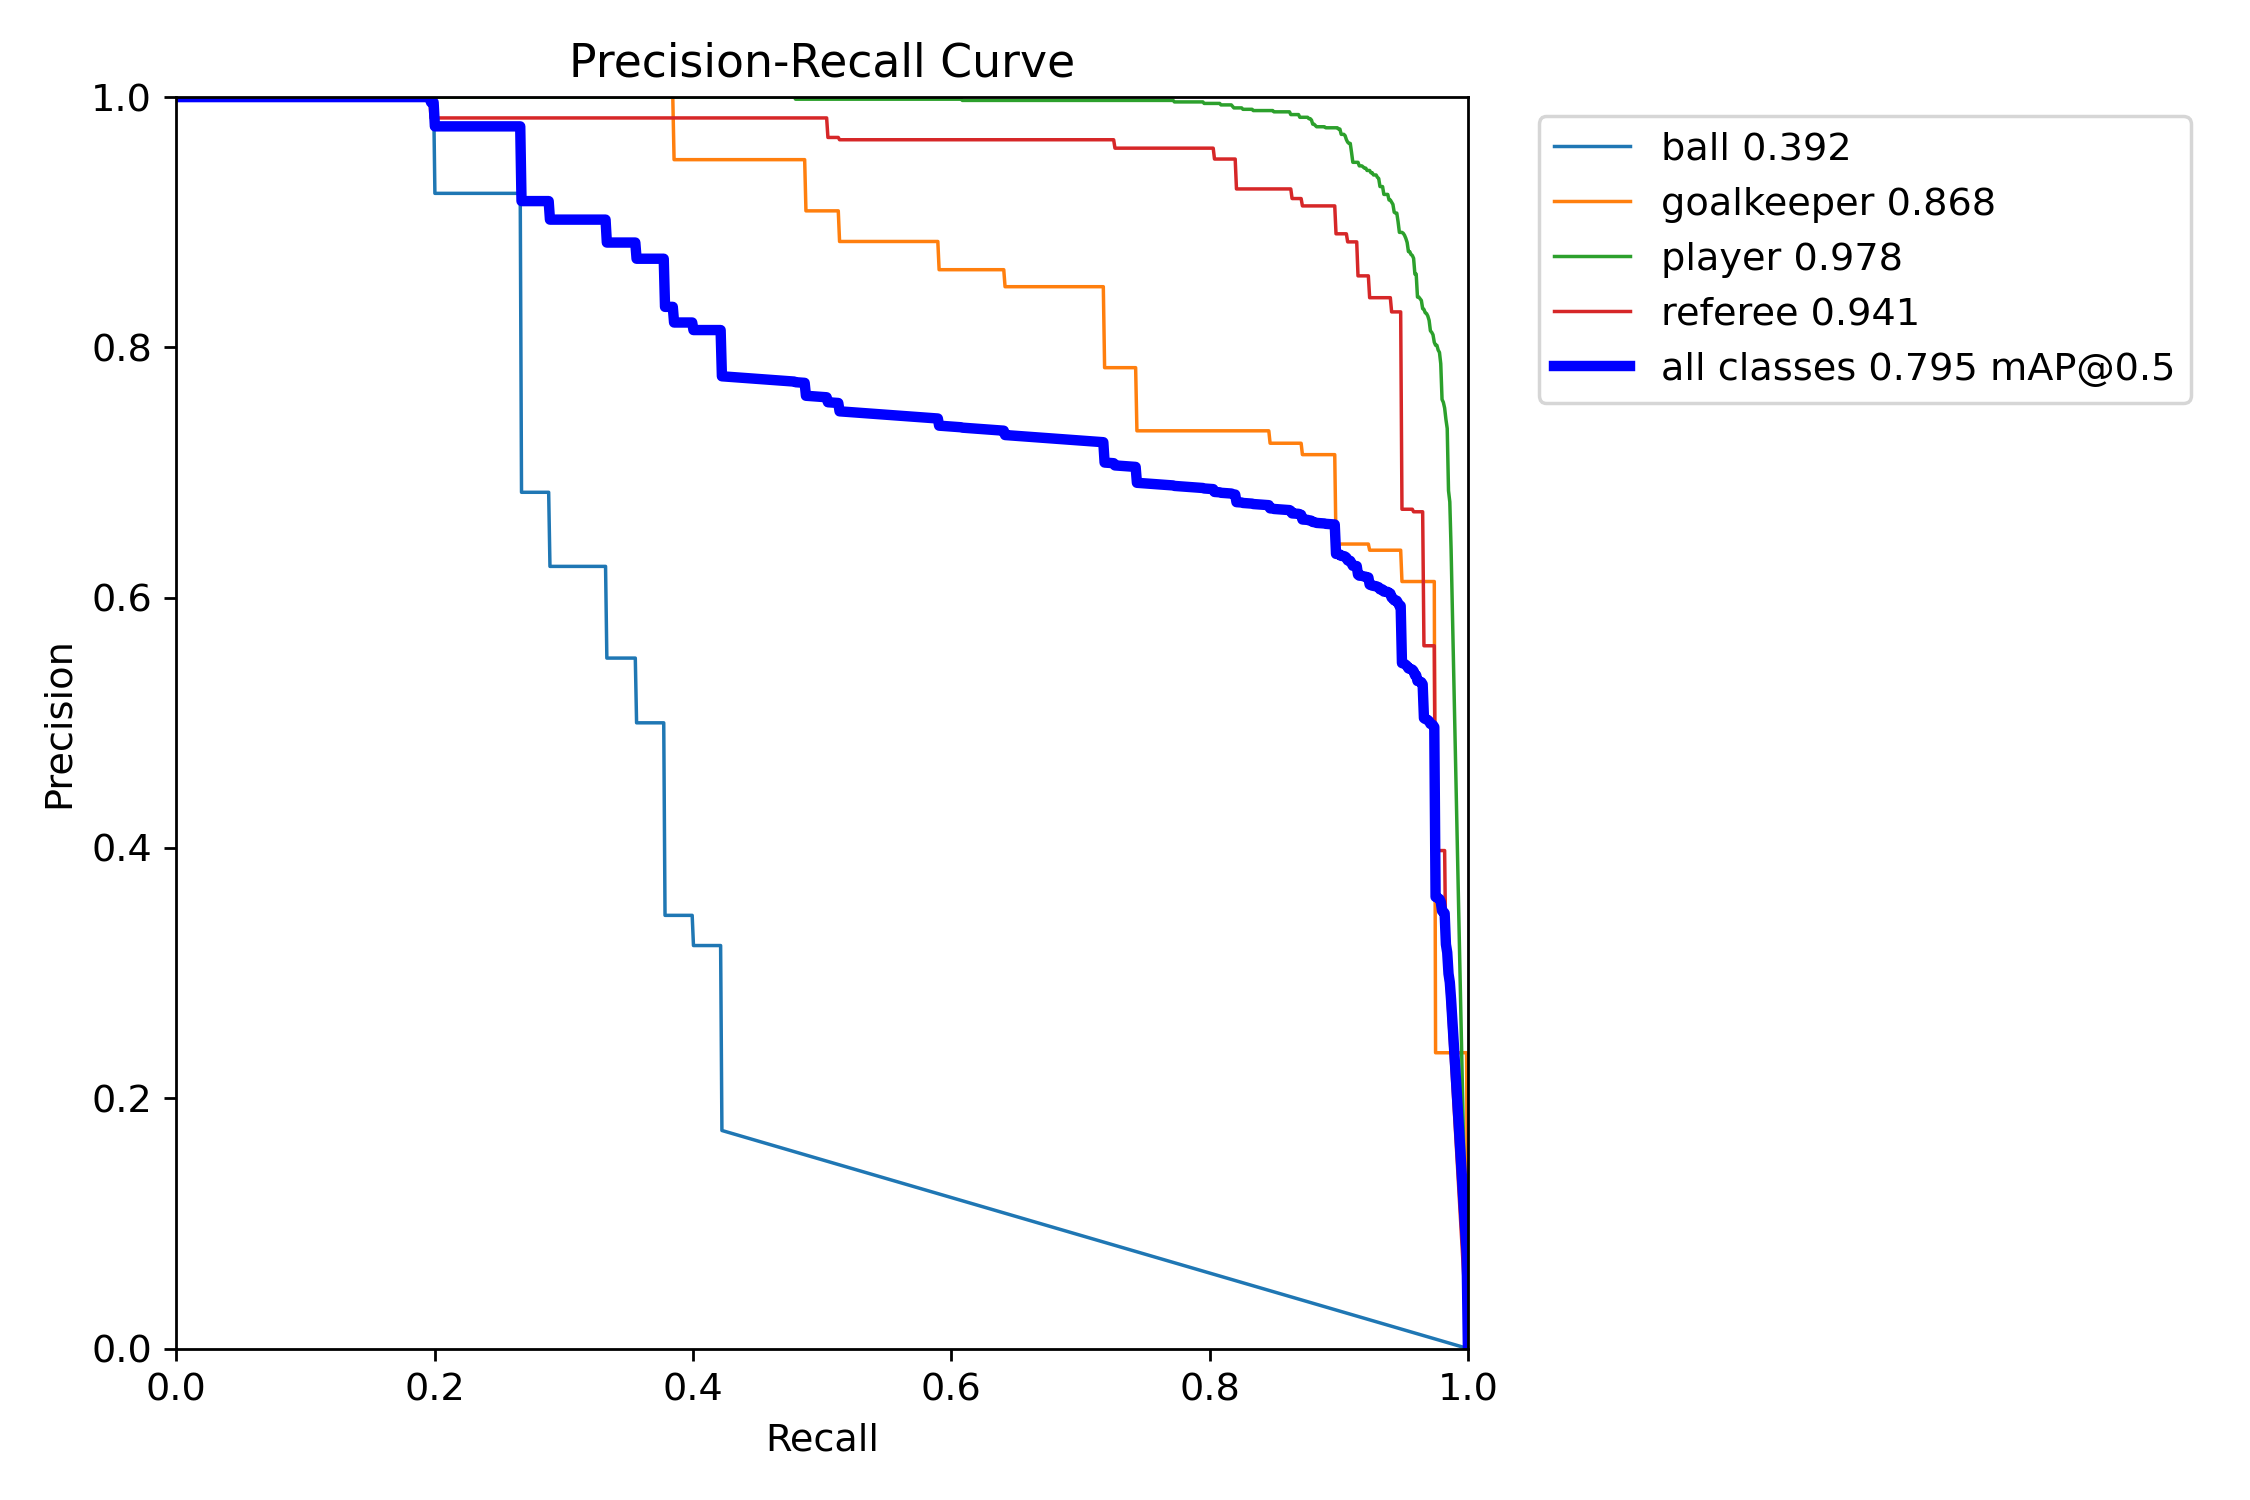 Precision-Recall Curve
1.0
0.8
0.6
0.4
0.2
0.0
Precision
0.0 0.2 0.4 0.6 0.8 1.0
Recall
ball 0.392
goalkeeper 0.868
player 0.978
referee 0.941
all classes 0.795 mAP@0.5